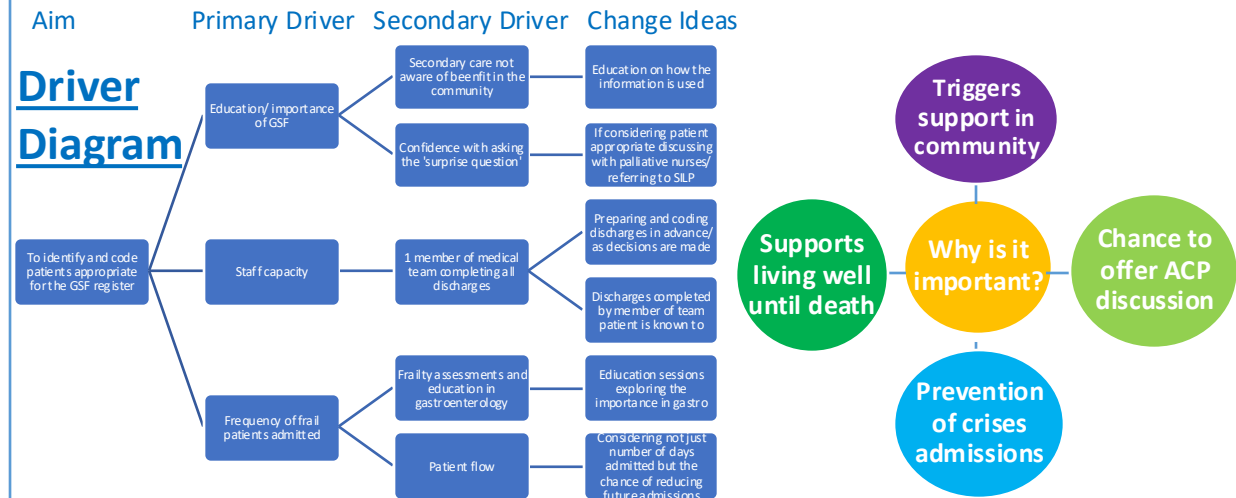 Aim
Primary Driver
Secondary Driver
Change Ideas
Driver
Diagram
To identify and code
patients appropriate
for the GSF register
Education/ importance
of GSF
Secondary care not
aware of beenfit in the
community
Education on how the
information is used
Confidence with asking
the 'surprise question'
If considering patient
appropriate discussing
with palliative nurses/
referring to SILP
Staff capacity
1 member of medical
team completing all
discharges
Preparing and coding
discharges in advance/
as decisions are made
Discharges completed
by member of team
patient is known to
Frequency of frail
patients admitted
Frailty assessments and
education in
gastroenterology
Ediucation sessions
exploring the
importance in gastro
Patient flow
Considering not just
number of days
admitted but the
chance of reducing
future admissions
Triggers
support in
community
Supports
living well
until death
Why is it
important?
Chance to
offer ACP
discussion
Prevention
of crises
admissions